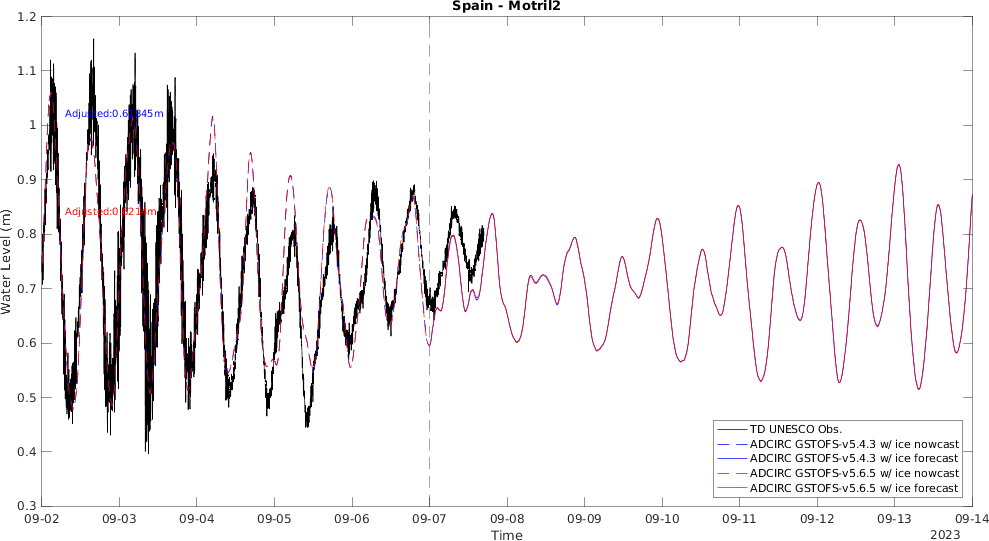 Spain - Motril2
1.2
1.1
1
0.9
0.8
0.7
0.6
0.5
0.4
0.3
Water Level (m)
Adjusted:
Adjusted:
09-02
09-03
09-04
09-05
09-06
09-07
09-08
09-09
09-10
09-11
09-12
09-13
09-14
Time
2023
TD UNESCO Obs.
ADCIRC GSTOFS-v5.4.3 w/ ice nowcast
ADCIRC GSTOFS-v5.4.3 w/ ice forecast
ADCIRC GSTOFS-v5.6.5 w/ ice nowcast
ADCIRC GSTOFS-v5.6.5 w/ ice forecast